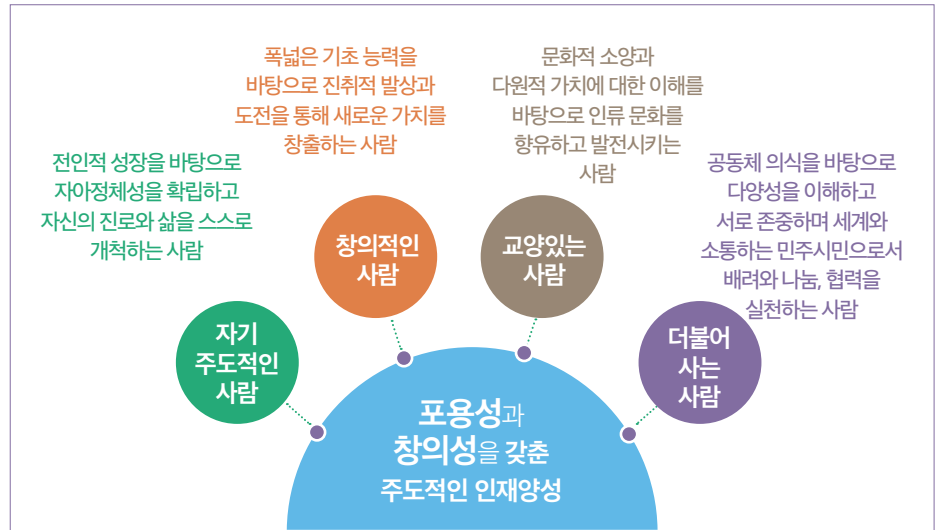 폭넓은 기초 능력을
바탕으로 진취적 발상과
도전을 통해 새로운 가치를
창출하는 사람
문화적 소양과
다원적 가치에 대한 이해를
바탕으로 인류 문화를
향유하고 발전시키는
사람
전인적 성장을 바탕으로
자아정체성을 확립하고
자신의 진로와 삶을 스스로
개척하는 사람
공동체 의식을 바탕으로
다양성을 이해하고
서로 존중하며 세계와
소통하는 민주시민으로서
배려와 나눔, 협력을
실천하는 사람
창의적인
사람
교양있는
사람
자기
주도적인
사람
더불어
사는
사람
포용성과
창의성을 갖춘
주도적인 인재양성